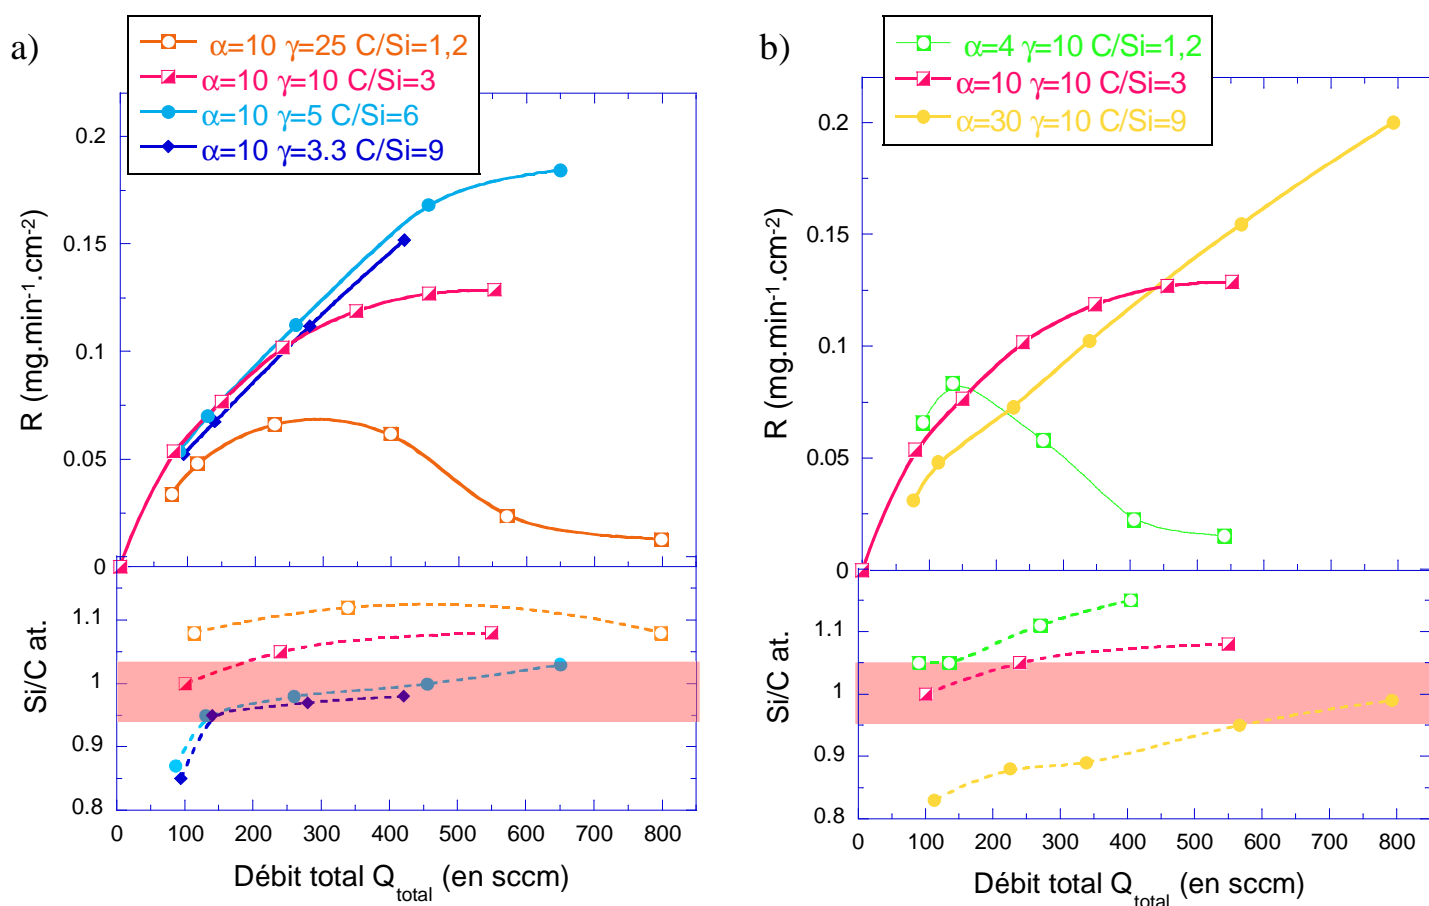 a)
α=10 γ=25 C/Si=1,2
α=10 γ=10 C/Si=3
α=10 γ=5 C/Si=6
α=10 γ=3.3 C/Si=9
R (mg.min-1.cm-2)
0.2
0.15
0.1
0.05
0
Si/C at.
1.1
1
0.9
0.8
0 100 200 300 400 500 600 700 800
Débit total Qtotal (en sccm)
b)
α=4 γ=10 C/Si=1,2
α=10 γ=10 C/Si=3
α=30 γ=10 C/Si=9
R (mg.min-1.cm-2)
0.20
0.15
0.1
0.05
0
Si/C at.
1.1
1
0.9
0.8
0 100 200 300 400 500 600 700 800
Débit total Qtotal (en sccm)